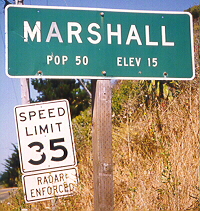 MARSHALL
POP 50 ELEV 15
SPEED
LIMIT
35
RADAR
ENFORCED